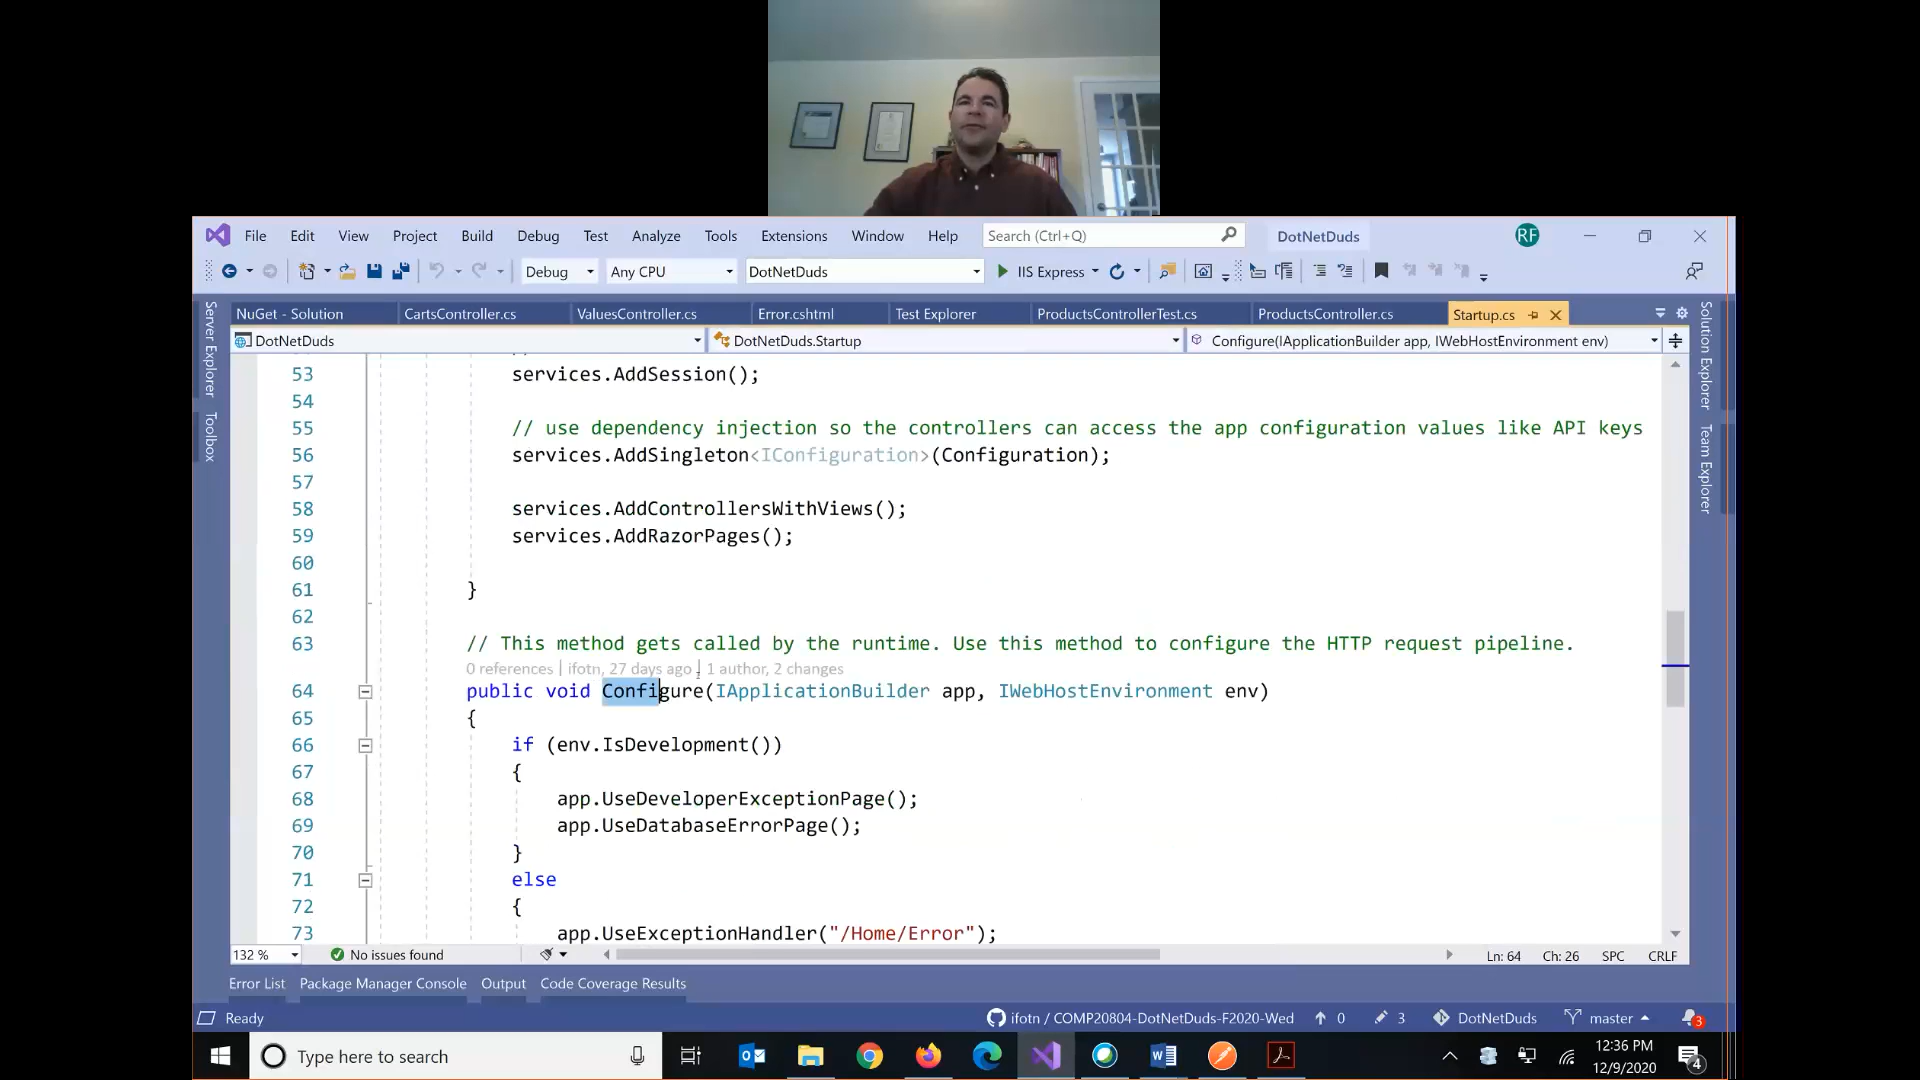 File Edit View Project Build Debug Test Analyze Tools Extensions Window Help Search (Ctrl+Q) DotNetDuds RF
Debug Any CPU DotNetDuds IIS Express
NuGet - Solution CartsController.cs ValuesController.cs Error.cshtml Test Explorer ProductsControllerTest.cs ProductsController.cs Startup.cs
DotNetDuds DotNetDuds.Startup Configure(IApplicationBuilder app, IWebHostEnvironment env)
Server Explorer
Toolbox
Solution Explorer
Team Explorer
53 services.AddSession();
54
55 // use dependency injection so the controllers can access the app configuration values like API keys
56 services.AddSingleton<IConfiguration>(Configuration);
57
58 services.AddControllersWithViews();
59 services.AddRazorPages();
60
61 }
62
63 // This method gets called by the runtime. Use this method to configure the HTTP request pipeline.
0 references | ifotn, 27 days ago | 1 author, 2 changes
64 public void Configure(IApplicationBuilder app, IWebHostEnvironment env)
65 {
66 if (env.IsDevelopment())
67 {
68 app.UseDeveloperExceptionPage();
69 app.UseDatabaseErrorPage();
70 }
71 else
72 {
73 app.UseExceptionHandler("/Home/Error");
132 % No issues found Ln: 64 Ch: 26 SPC CRLF
Error List Package Manager Console Output Code Coverage Results
Ready ifotn / COMP20804-DotNetDuds-F2020-Wed 0 3 DotNetDuds master 3
Type here to search 12:36 PM
12/9/2020 4